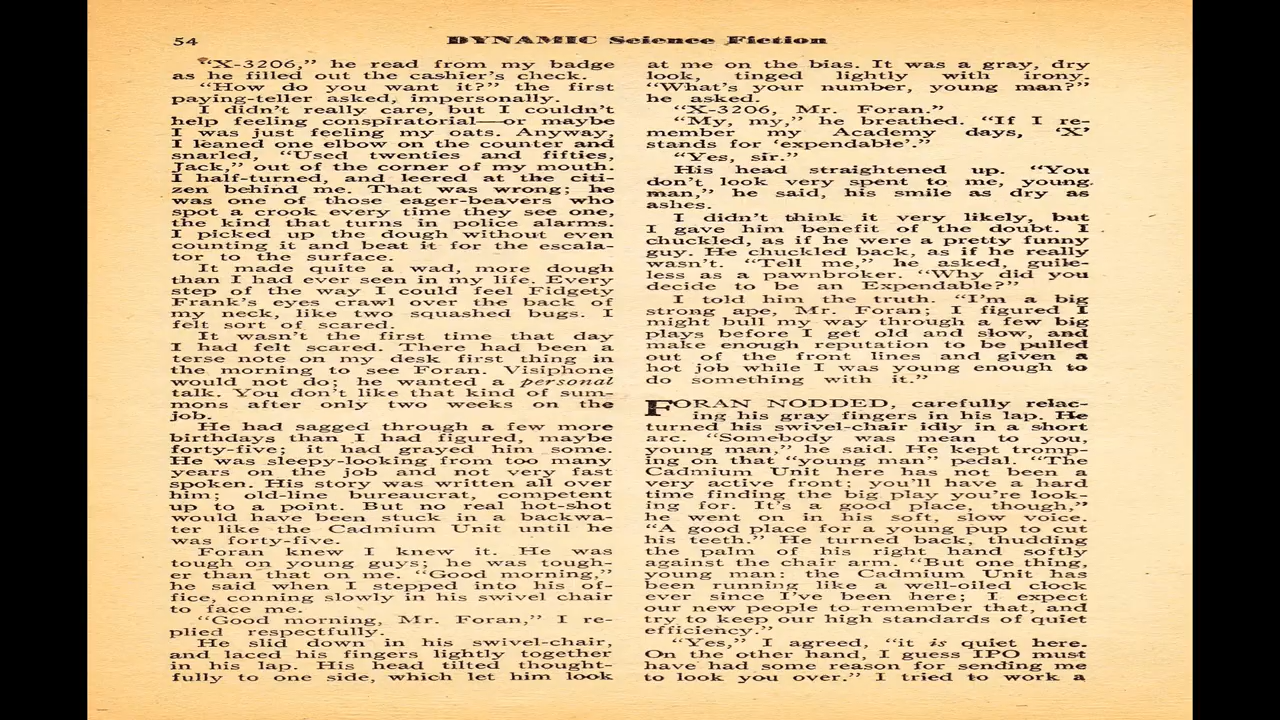 54
DYNAMIC Science Fiction
"X-3206," he read from my badge
as he filled out the cashier's check.
"How do you want it?" the first
paying-teller asked, impersonally.
I didn't really care, but I couldn't
help feeling conspiratorial—or maybe
I was just feeling my oats. Anyway,
I leaned one elbow on the counter and
snarled, "Used twenties and fifties,
Jack," out of the corner of my mouth.
I half-turned, and leered at the citi-
zen behind me. That was wrong; he
was one of those eager-beavers who
spot a crook every time they see one,
the kind that turns in police alarms.
I picked up the dough without even
counting it and beat it for the escala-
tor to the surface.
It made quite a wad, more dough
than I had ever seen in my life. Every
step of the way I could feel Fidgety
Frank's eyes crawl over the back of
my neck, like two squashed bugs. I
felt sort of scared.
It wasn't the first time that day
I had felt scared. There had been a
terse note on my desk first thing in
the morning to see Foran. Visiphone
would not do; he wanted a personal
talk. You don't like that kind of sum-
mons after only two weeks on the
job.
He had sagged through a few more
birthdays than I had figured, maybe
forty-five; it had grayed him some.
He was sleepy-looking from too many
years on the job and not very fast
spoken. His story was written all over
him; old-line bureaucrat, competent
up to a point. But no real hot-shot
would have been stuck in a backwa-
ter like the Cadmium Unit until he
was forty-five.
Foran knew I knew it. He was
tough on young guys; he was tough-
er than that on me. "Good morning,"
he said when I stepped into his of-
fice, conning slowly in his swivel chair
to face me.
"Good morning, Mr. Foran," I re-
plied respectfully.
He slid down in his swivel-chair,
and laced his fingers lightly together
in his lap. His head tilted thought-
fully to one side, which let him look
at me on the bias. It was a gray, dry
look, tinged lightly with irony.
"What's your number, young man?"
he asked.
"X-3206, Mr. Foran."
"My, my," he breathed. "If I re-
member my Academy days, 'X'
stands for 'expendable'."
"Yes, sir."
His head straightened up. "You
don't look very spent to me, young
man," he said, his smile as dry as
ashes.
I didn't think it very likely, but
I gave him benefit of the doubt. I
chuckled, as if he were a pretty funny
guy. He chuckled back, as if he really
wasn't. "Tell me," he asked, guile-
less as a pawnbroker. "Why did you
decide to be an Expendable?"
I told him the truth. "I'm a big
strong ape, Mr. Foran; I figured I
might bull my way through a few big
plays before I get old and slow, and
make enough reputation to be pulled
out of the front lines and given a
hot job while I was young enough to
do something with it."
FORAN NODDED, carefully relac-
ing his gray fingers in his lap. He
turned his swivel-chair idly in a short
arc. "Somebody was mean to you,
young man," he said. He kept tromp-
ing on that "young man" pedal. "The
Cadmium Unit here has not been a
very active front; you'll have a hard
time finding the big play you're look-
ing for. It's a good place, though,"
he went on in his soft, slow voice.
"A good place for a young pup to cut
his teeth." He turned back, thudding
the palm of his right hand softly
against the chair arm. "But one thing,
young man: the Cadmium Unit has
been running like a well-oiled clock
ever since I've been here; I expect
our new people to remember that, and
try to keep our high standards of quiet
efficiency."
"Yes," I agreed, "it is quiet here.
On the other hand, I guess IPO must
have had some reason for sending me
to look you over." I tried to work a